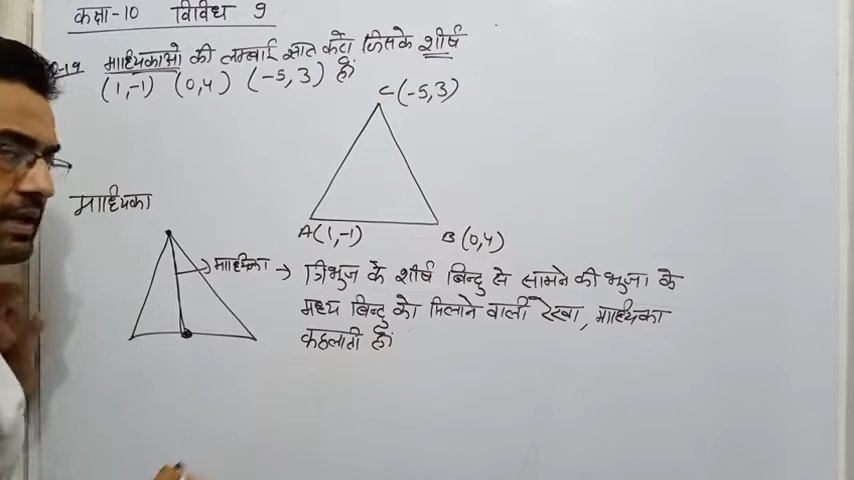 कक्षा-10 विविध 9
माध्यिकाओ की लम्बाई ज्ञात करो जिसके शीर्ष
(1,-1) (0,4) (-5,3) हो
C(-5,3)
माध्यिका
A(1,-1)
B(0,4)
माध्यिका → त्रिभुज के शीर्ष बिन्दु से सामने की भुजा के
मध्य बिन्दु को मिलाने वाली रेखा, माध्यिका
कहलाती है।